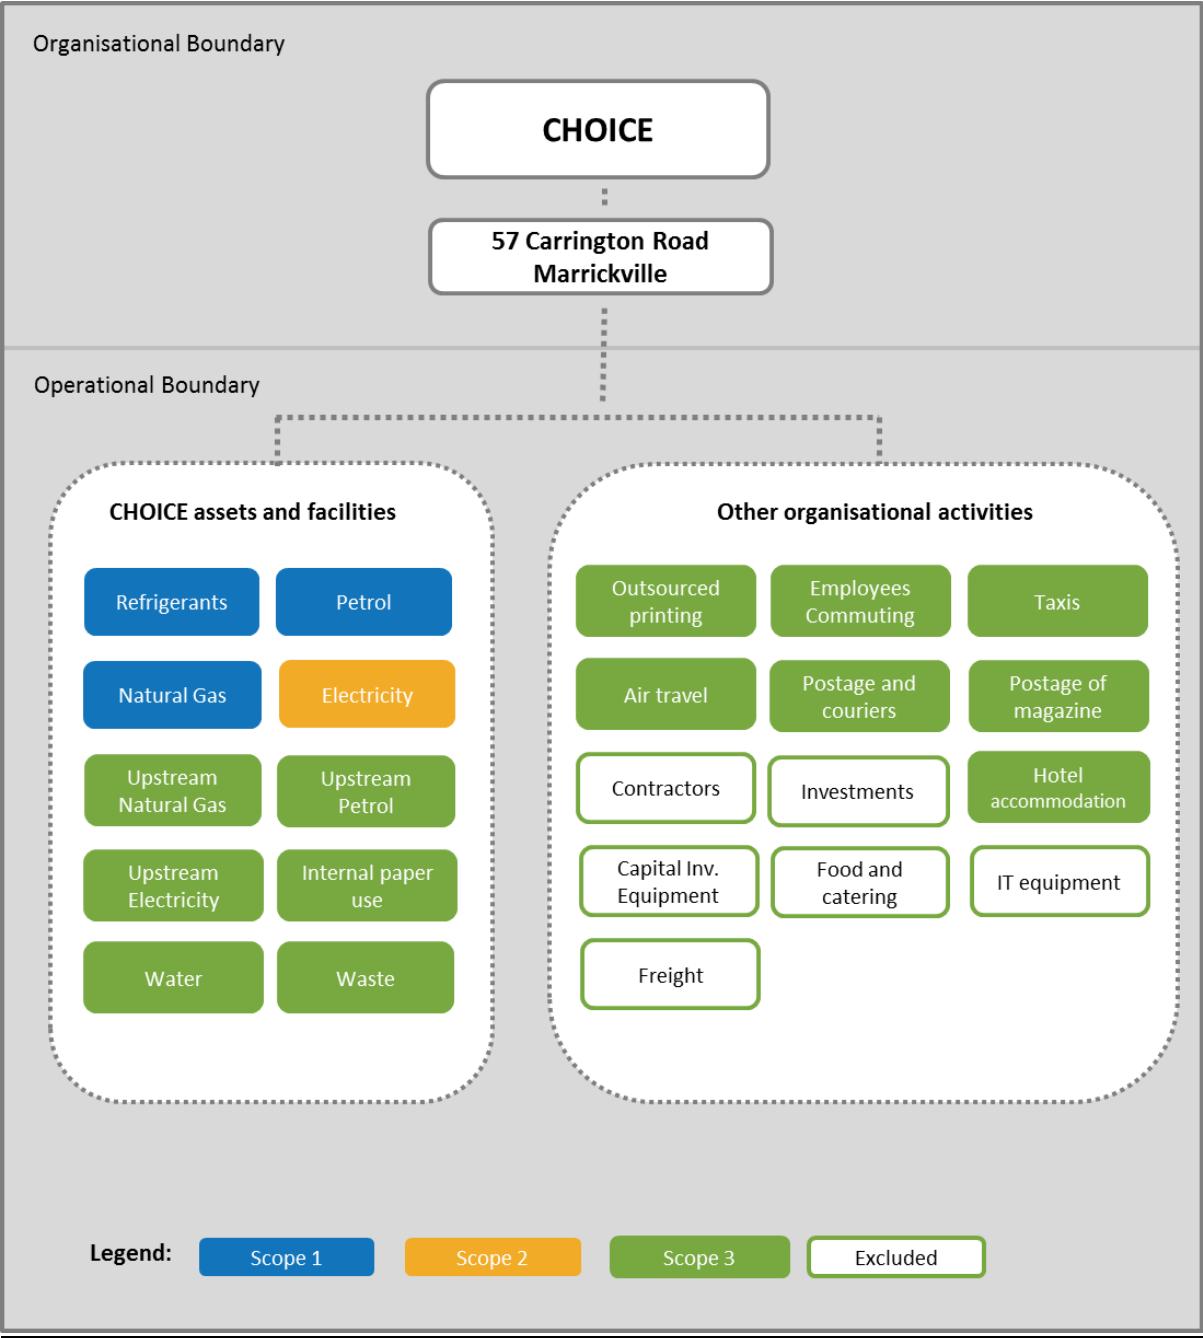 Organisational Boundary
CHOICE
57 Carrington Road
Marrickville
Operational Boundary
CHOICE assets and facilities
Refrigerants
Petrol
Natural Gas
Electricity
Upstream
Natural Gas
Upstream
Petrol
Upstream
Electricity
Internal paper
use
Water
Waste
Other organisational activities
Outsourced
printing
Employees
Commuting
Taxis
Air travel
Postage and
couriers
Postage of
magazine
Contractors
Investments
Hotel
accommodation
Capital Inv.
Equipment
Food and
catering
IT equipment
Freight
Legend:
Scope 1
Scope 2
Scope 3
Excluded